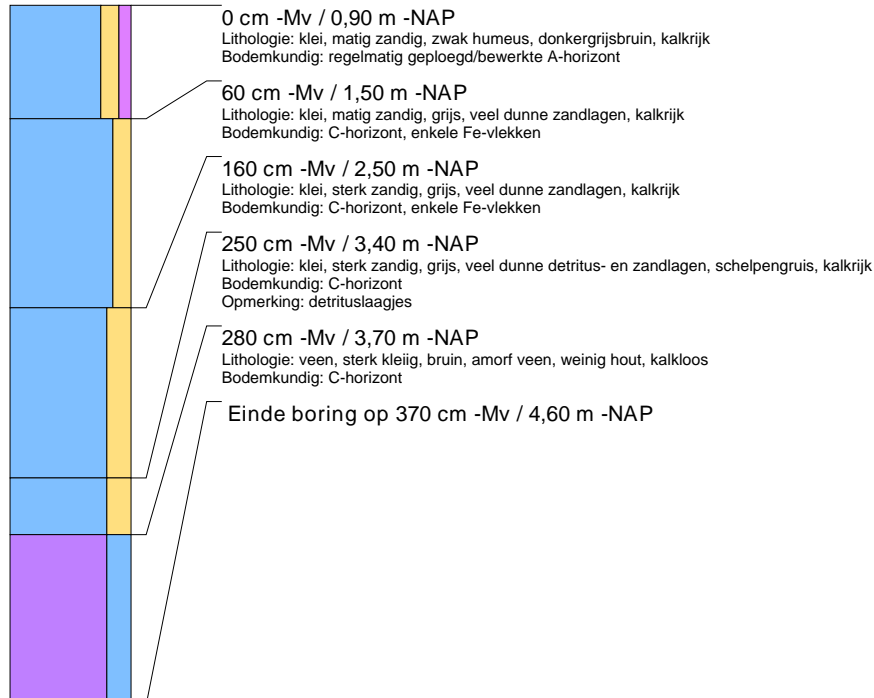 0 cm -Mv / 0,90 m -NAP
Lithologie: klei, matig zandig, zwak humeus, donkergrijsbruin, kalkrijk
Bodemkundig: regelmatig geploegd/bewerkte A-horizont
60 cm -Mv / 1,50 m -NAP
Lithologie: klei, matig zandig, grijs, veel dunne zandlagen, kalkrijk
Bodemkundig: C-horizont, enkele Fe-vlekken
160 cm -Mv / 2,50 m -NAP
Lithologie: klei, sterk zandig, grijs, veel dunne zandlagen, kalkrijk
Bodemkundig: C-horizont, enkele Fe-vlekken
250 cm -Mv / 3,40 m -NAP
Lithologie: klei, sterk zandig, grijs, veel dunne detritus- en zandlagen, schelpengruis, kalkrijk
Bodemkundig: C-horizont
Opmerking: detrituslaagjes
280 cm -Mv / 3,70 m -NAP
Lithologie: veen, sterk kleiig, bruin, amorf veen, weinig hout, kalkloos
Bodemkundig: C-horizont
Einde boring op 370 cm -Mv / 4,60 m -NAP